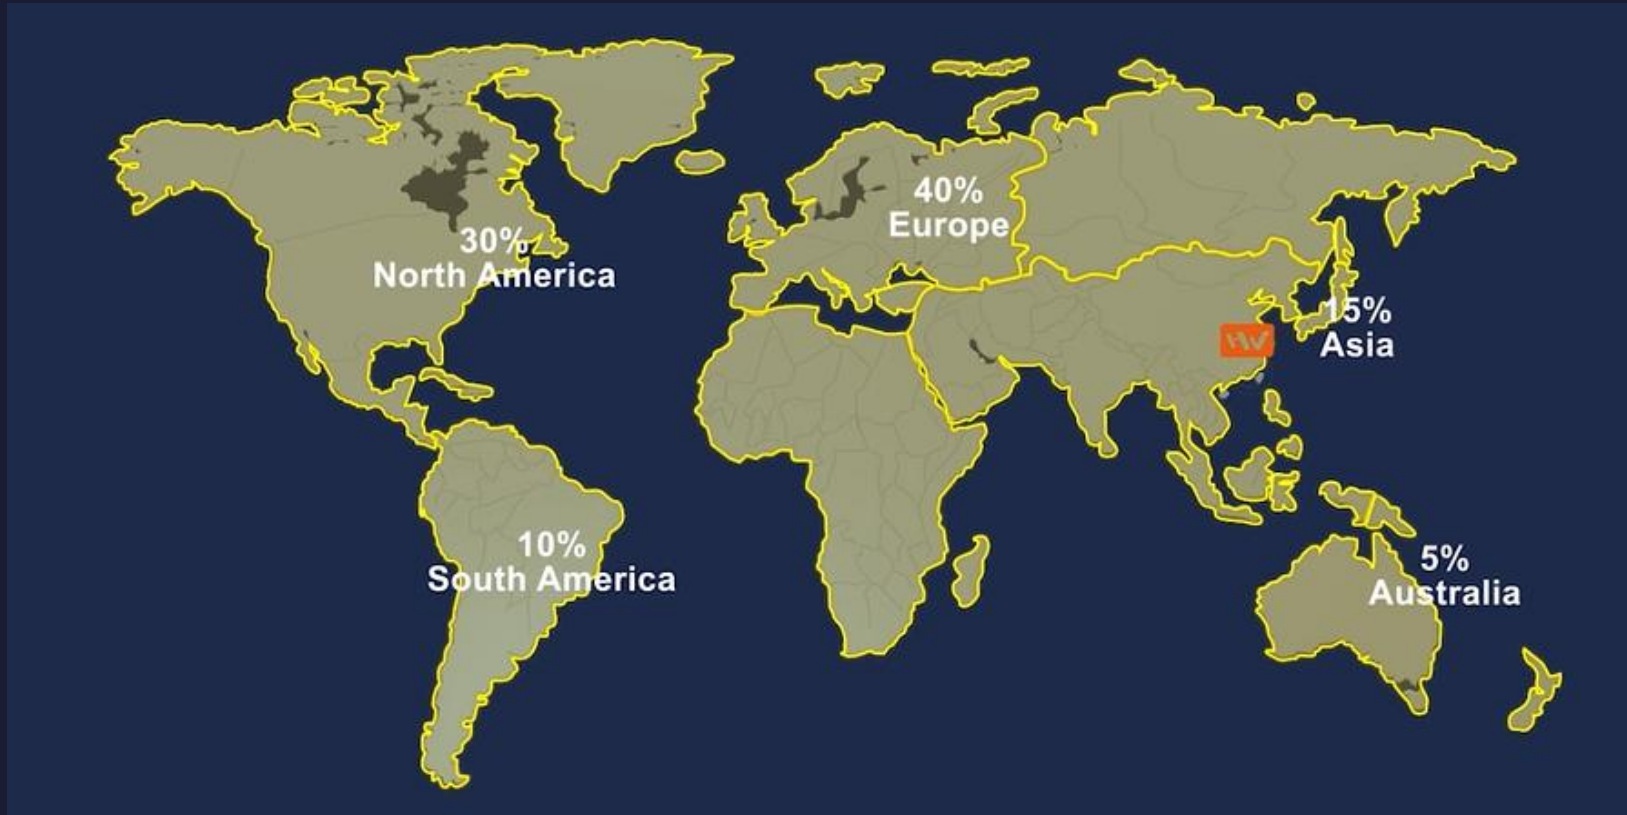 40%
Europe
30%
North America
15%
Asia
10%
South America
5%
Australia